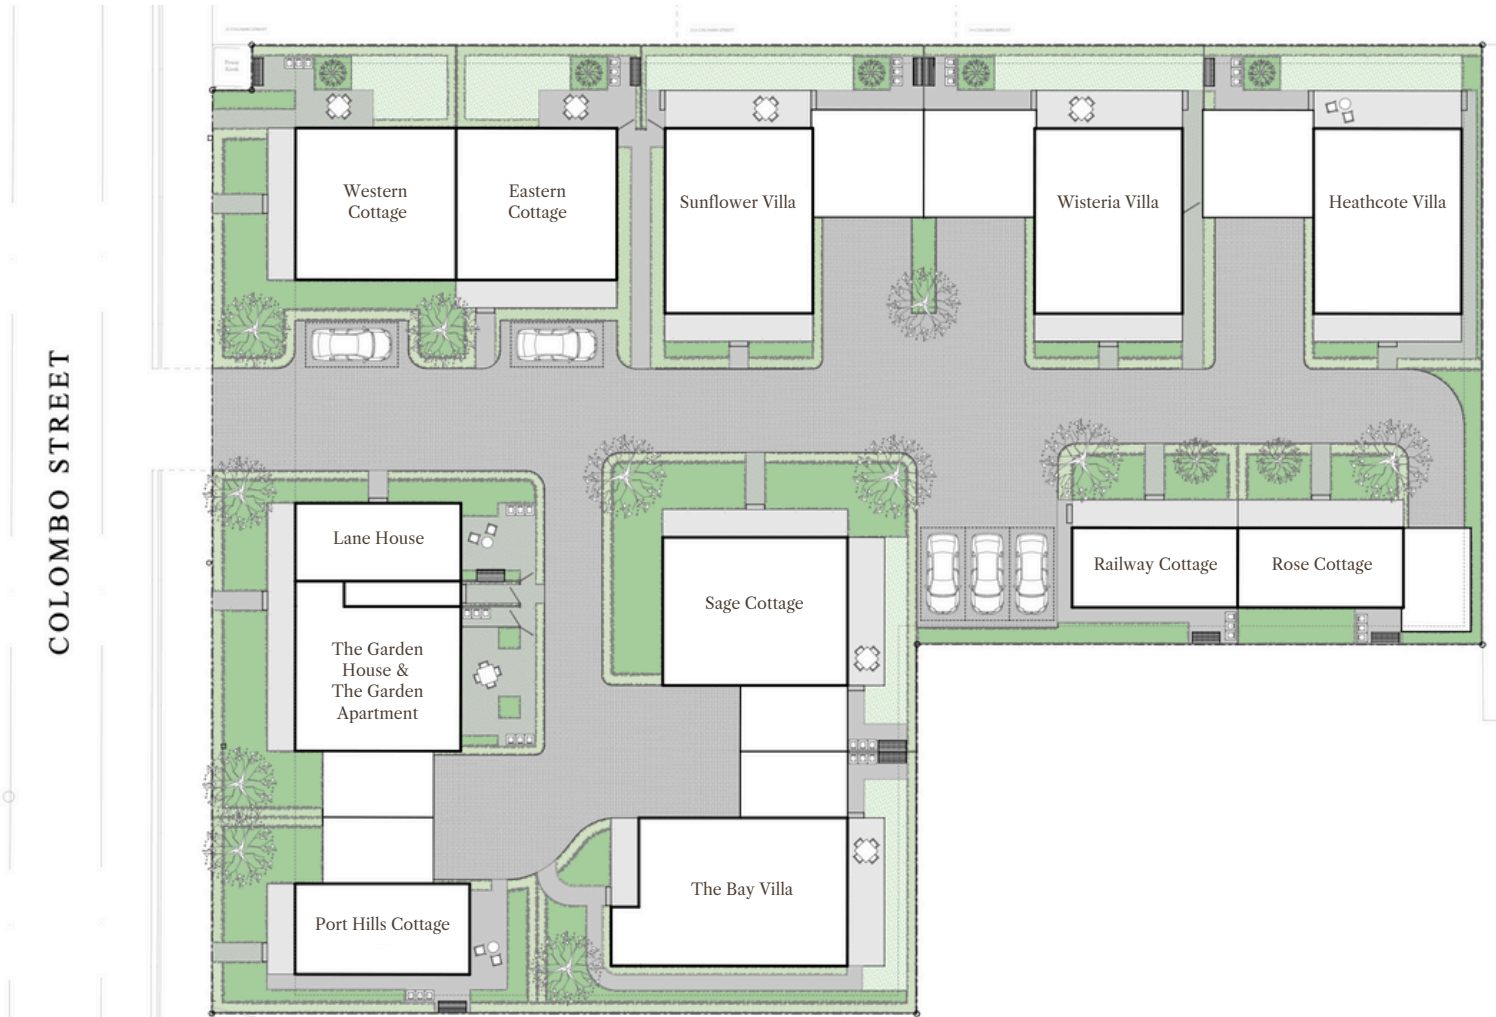 COLOMBO STREET
Western
Cottage
Eastern
Cottage
Sunflower Villa
Wisteria Villa
Heathcote Villa
Lane House
The Garden
House &
The Garden
Apartment
Sage Cottage
Railway Cottage
Rose Cottage
Port Hills Cottage
The Bay Villa